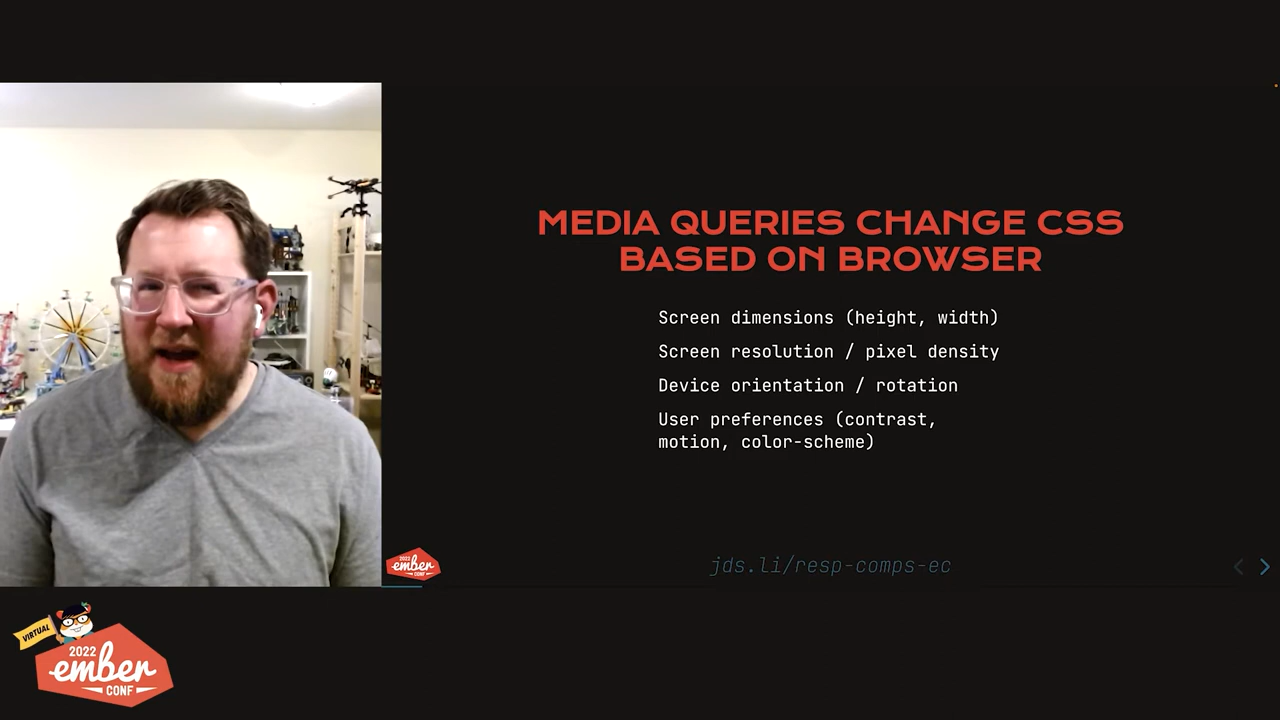 MEDIA QUERIES CHANGE CSS
BASED ON BROWSER
Screen dimensions (height, width)
Screen resolution / pixel density
Device orientation / rotation
User preferences (contrast,
motion, color-scheme)
2022
ember
CONF
jds.li/resp-comps-ec
VIRTUAL
2022
ember
CONF